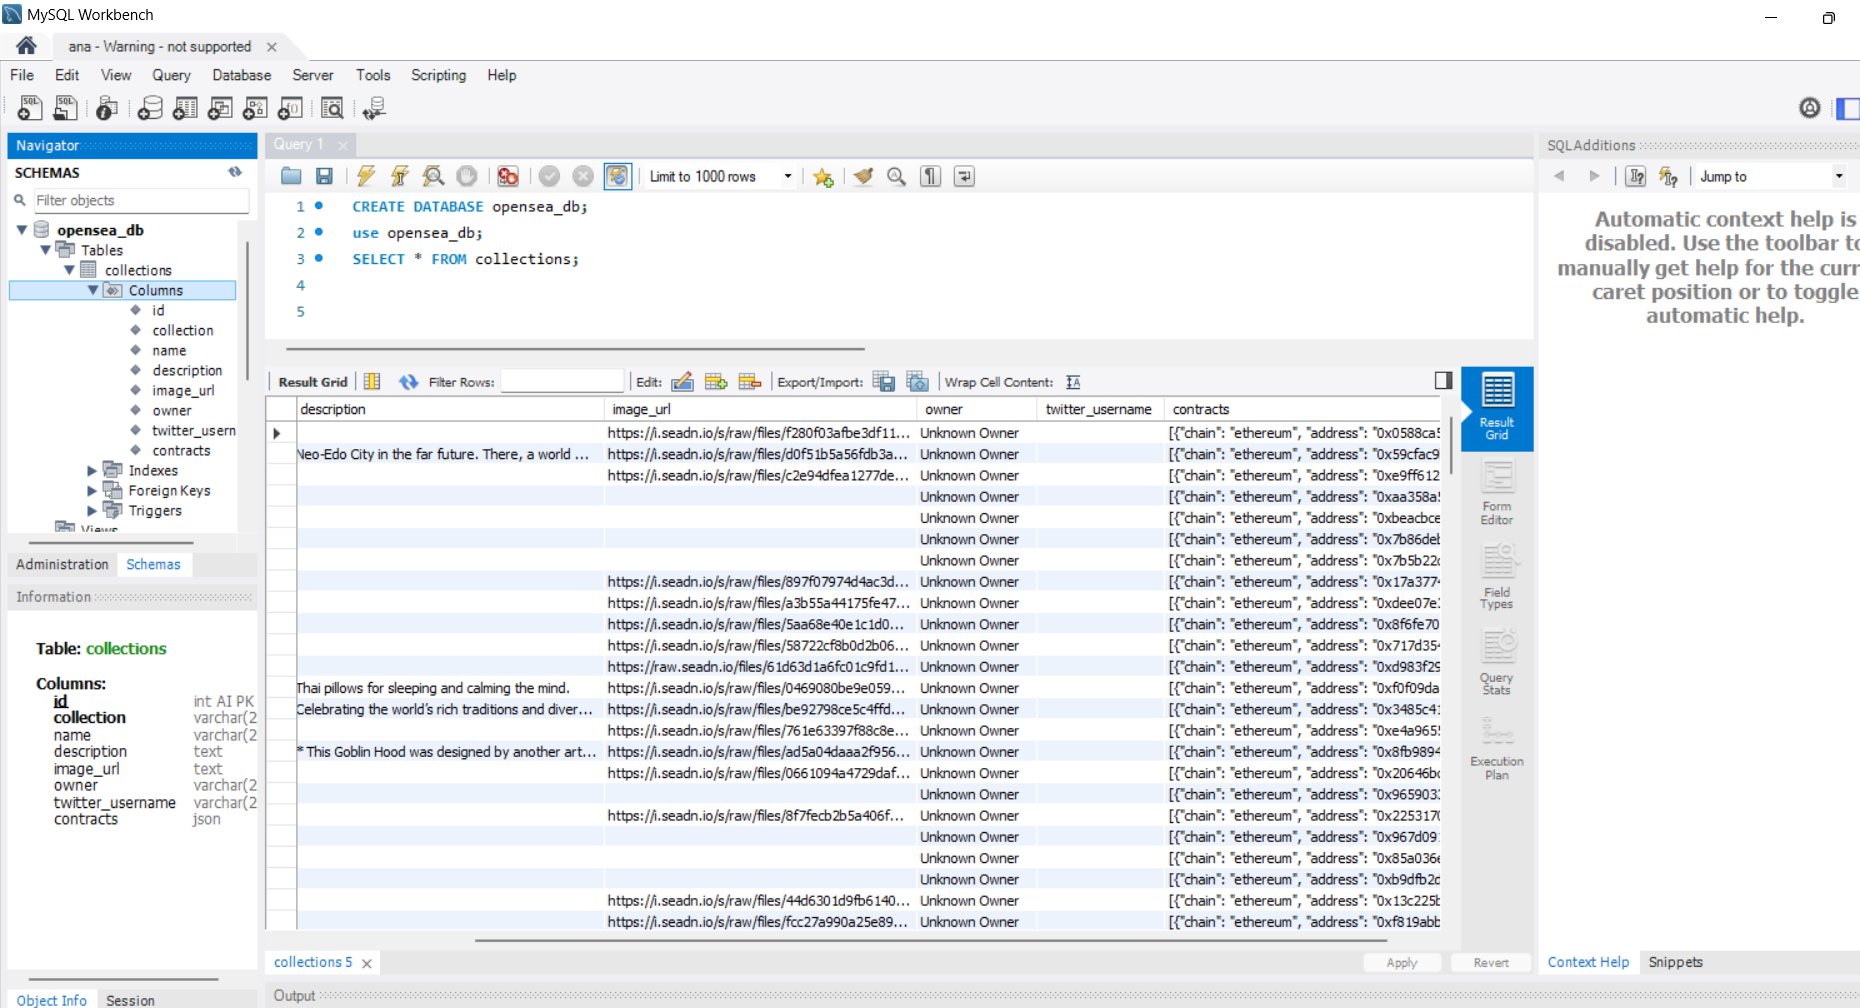 MySQL Workbench
ana - Warning - not supported
File Edit View Query Database Server Tools Scripting Help
Navigator
SCHEMAS
Filter objects
opensea_db
Tables
collections
Columns
id
collection
name
description
image_url
owner
twitter_usern
contracts
Indexes
Foreign Keys
Triggers
Views
Administration Schemas
Information
Table: collections
Columns:
id int AI PK
collection varchar(2
name varchar(2
description text
image_url text
owner varchar(2
twitter_username varchar(2
contracts json
Object Info Session
Query 1
Limit to 1000 rows
1 CREATE DATABASE opensea_db;
2 use opensea_db;
3 SELECT * FROM collections;
4
5
Result Grid Filter Rows: Edit: Export/Import: Wrap Cell Content:
description image_url owner twitter_username contracts
https://i.seadn.io/s/raw/files/f280f03afbe3df11... Unknown Owner [{"chain": "ethereum", "address": "0x0588ca5
Neo-Edo City in the far future. There, a world ... https://i.seadn.io/s/raw/files/d0f51b5a56fdb3a... Unknown Owner [{"chain": "ethereum", "address": "0x59cfac9
https://i.seadn.io/s/raw/files/c2e94dfea1277de... Unknown Owner [{"chain": "ethereum", "address": "0xe9ff612
Unknown Owner [{"chain": "ethereum", "address": "0xaa358a5
Unknown Owner [{"chain": "ethereum", "address": "0xbeacbce
Unknown Owner [{"chain": "ethereum", "address": "0x7b86deb
Unknown Owner [{"chain": "ethereum", "address": "0x7b5b22c
https://i.seadn.io/s/raw/files/897f07974d4ac3d... Unknown Owner [{"chain": "ethereum", "address": "0x17a3774
https://i.seadn.io/s/raw/files/a3b55a44175fe47... Unknown Owner [{"chain": "ethereum", "address": "0xdee07e
https://i.seadn.io/s/raw/files/5aa68e40e1c1d0... Unknown Owner [{"chain": "ethereum", "address": "0x8f6fe70
https://i.seadn.io/s/raw/files/58722cf8b0d2b06... Unknown Owner [{"chain": "ethereum", "address": "0x717d354
https://raw.seadn.io/files/61d63d1a6fc01c9fd1... Unknown Owner [{"chain": "ethereum", "address": "0xd983f29
Thai pillows for sleeping and calming the mind. https://i.seadn.io/s/raw/files/0469080be9e059... Unknown Owner [{"chain": "ethereum", "address": "0xf0f09da
Celebrating the world's rich traditions and diver... https://i.seadn.io/s/raw/files/be92798ce5c4ffd... Unknown Owner [{"chain": "ethereum", "address": "0x3485c4
https://i.seadn.io/s/raw/files/761e63397f88c8e... Unknown Owner [{"chain": "ethereum", "address": "0xe4a9655
* This Goblin Hood was designed by another art... https://i.seadn.io/s/raw/files/ad5a04daaa2f956... Unknown Owner [{"chain": "ethereum", "address": "0x8fb9894
https://i.seadn.io/s/raw/files/0661094a4729daf... Unknown Owner [{"chain": "ethereum", "address": "0x20646bc
Unknown Owner [{"chain": "ethereum", "address": "0x965903
https://i.seadn.io/s/raw/files/8f7fecb2b5a406f... Unknown Owner [{"chain": "ethereum", "address": "0x2253170
Unknown Owner [{"chain": "ethereum", "address": "0x967d09
Unknown Owner [{"chain": "ethereum", "address": "0x85a036e
Unknown Owner [{"chain": "ethereum", "address": "0xb9dfb2c
https://i.seadn.io/s/raw/files/44d6301d9fb6140... Unknown Owner [{"chain": "ethereum", "address": "0x13c225b
https://i.seadn.io/s/raw/files/fcc27a990a25e89... Unknown Owner [{"chain": "ethereum", "address": "0xf819abb
Result
Grid
Form
Editor
Field
Types
Query
Stats
Execution
Plan
collections 5 Apply Revert
Output
SQLAdditions
Jump to
Automatic context help is
disabled. Use the toolbar to
manually get help for the curr
caret position or to toggle
automatic help.
Context Help Snippets